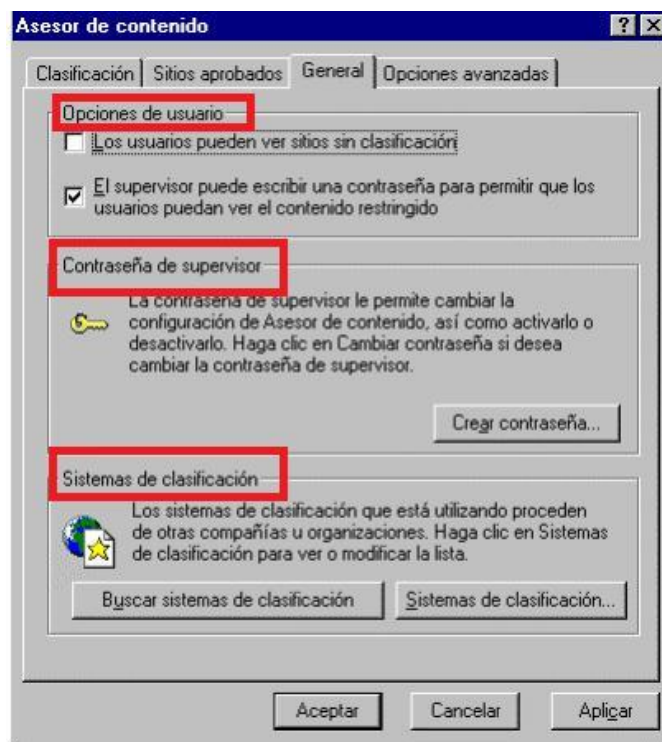 Asesor de contenido
Clasificación
Sitios aprobados
General
Opciones avanzadas
Opciones de usuario
Los usuarios pueden ver sitios sin clasificación
El supervisor puede escribir una contraseña para permitir que los
usuarios puedan ver el contenido restringido
Contraseña de supervisor
La contraseña de supervisor le permite cambiar la
configuración de Asesor de contenido, así como activarlo o
desactivarlo. Haga clic en Cambiar contraseña si desea
cambiar la contraseña de supervisor.
Crear contraseña...
Sistemas de clasificación
Los sistemas de clasificación que está utilizando proceden
de otras compañías u organizaciones. Haga clic en Sistemas
de clasificación para ver o modificar la lista.
Buscar sistemas de clasificación
Sistemas de clasificación...
Aceptar
Cancelar
Aplicar